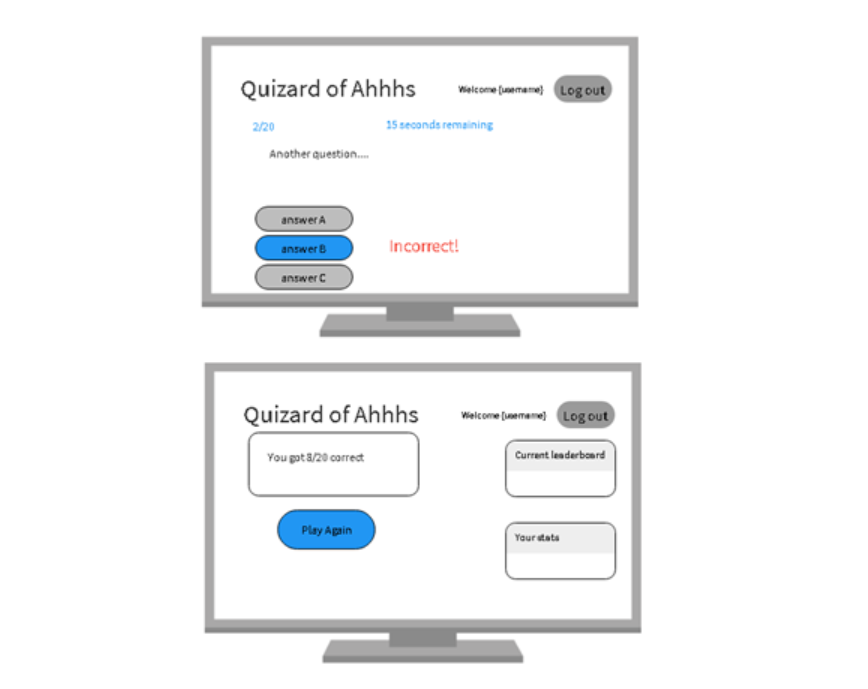 Quizard of Ahhhs
Welcome {username}
Log out
2/20
15 seconds remaining
Another question....
answer A
answer B
Incorrect!
answer C
Quizard of Ahhhs
Welcome {username}
Log out
You got 8/20 correct
Current leaderboard
Play Again
Your stats